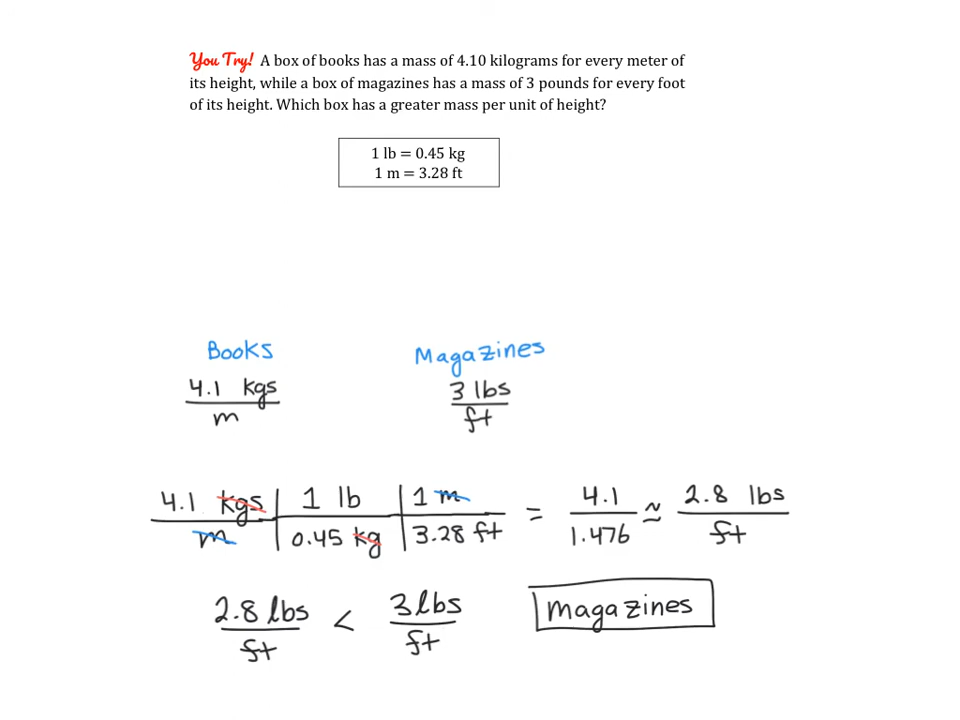 You Try! A box of books has a mass of 4.10 kilograms for every meter of
its height, while a box of magazines has a mass of 3 pounds for every foot
of its height. Which box has a greater mass per unit of height?
1 lb = 0.45 kg
1 m = 3.28 ft
Books Magazines
4.1 kgs 3 lbs
m ft
4.1 kgs 1 lb 1 m = 4.1 ≈ 2.8 lbs
m 0.45 kg 3.28 ft 1.476 ft
2.8 lbs < 3 lbs magazines
ft ft